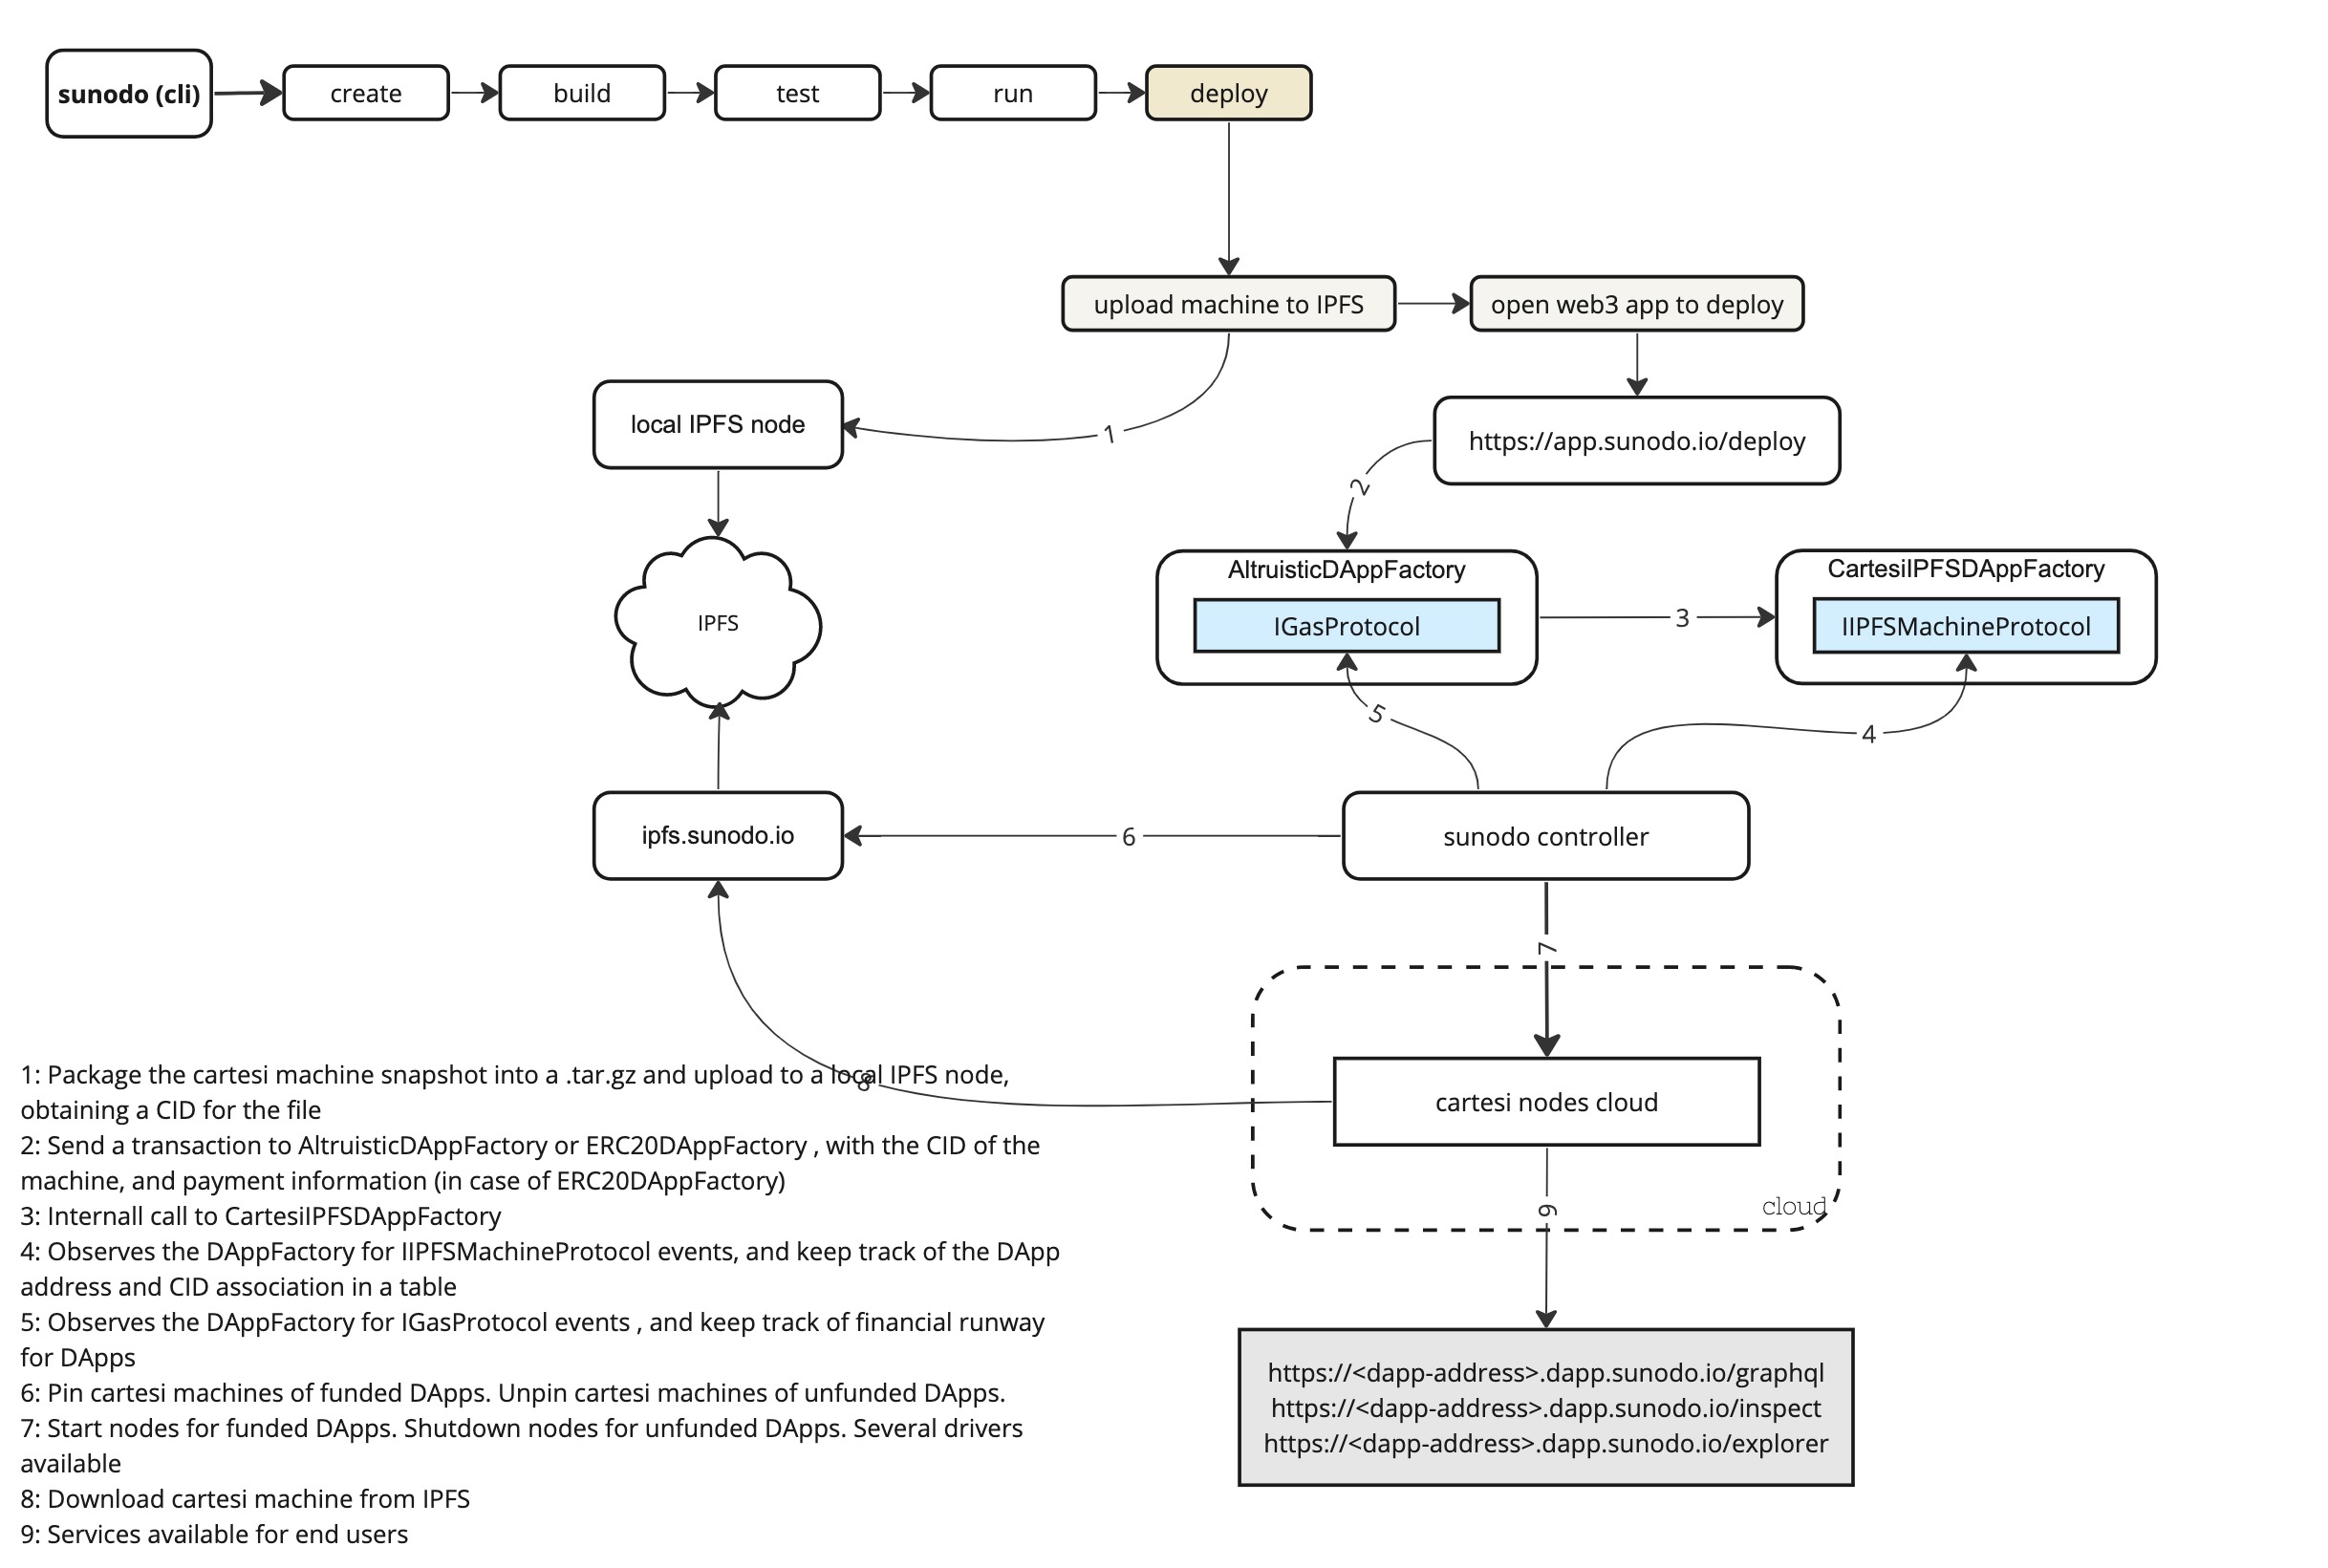 sunodo (cli)
create
build
test
run
deploy
upload machine to IPFS
open web3 app to deploy
local IPFS node
1
https://app.sunodo.io/deploy
2
IPFS
AltruisticDAppFactory
IGasProtocol
3
CartesiIPFSDAppFactory
IIPFSMachineProtocol
5
4
ipfs.sunodo.io
6
sunodo controller
7
8
cartesi nodes cloud
cloud
9
https://<dapp-address>.dapp.sunodo.io/graphql
https://<dapp-address>.dapp.sunodo.io/inspect
https://<dapp-address>.dapp.sunodo.io/explorer
1: Package the cartesi machine snapshot into a .tar.gz and upload to a local IPFS node,
obtaining a CID for the file
2: Send a transaction to AltruisticDAppFactory or ERC20DAppFactory , with the CID of the
machine, and payment information (in case of ERC20DAppFactory)
3: Internall call to CartesiIPFSDAppFactory
4: Observes the DAppFactory for IIPFSMachineProtocol events, and keep track of the DApp
address and CID association in a table
5: Observes the DAppFactory for IGasProtocol events , and keep track of financial runway
for DApps
6: Pin cartesi machines of funded DApps. Unpin cartesi machines of unfunded DApps.
7: Start nodes for funded DApps. Shutdown nodes for unfunded DApps. Several drivers
available
8: Download cartesi machine from IPFS
9: Services available for end users